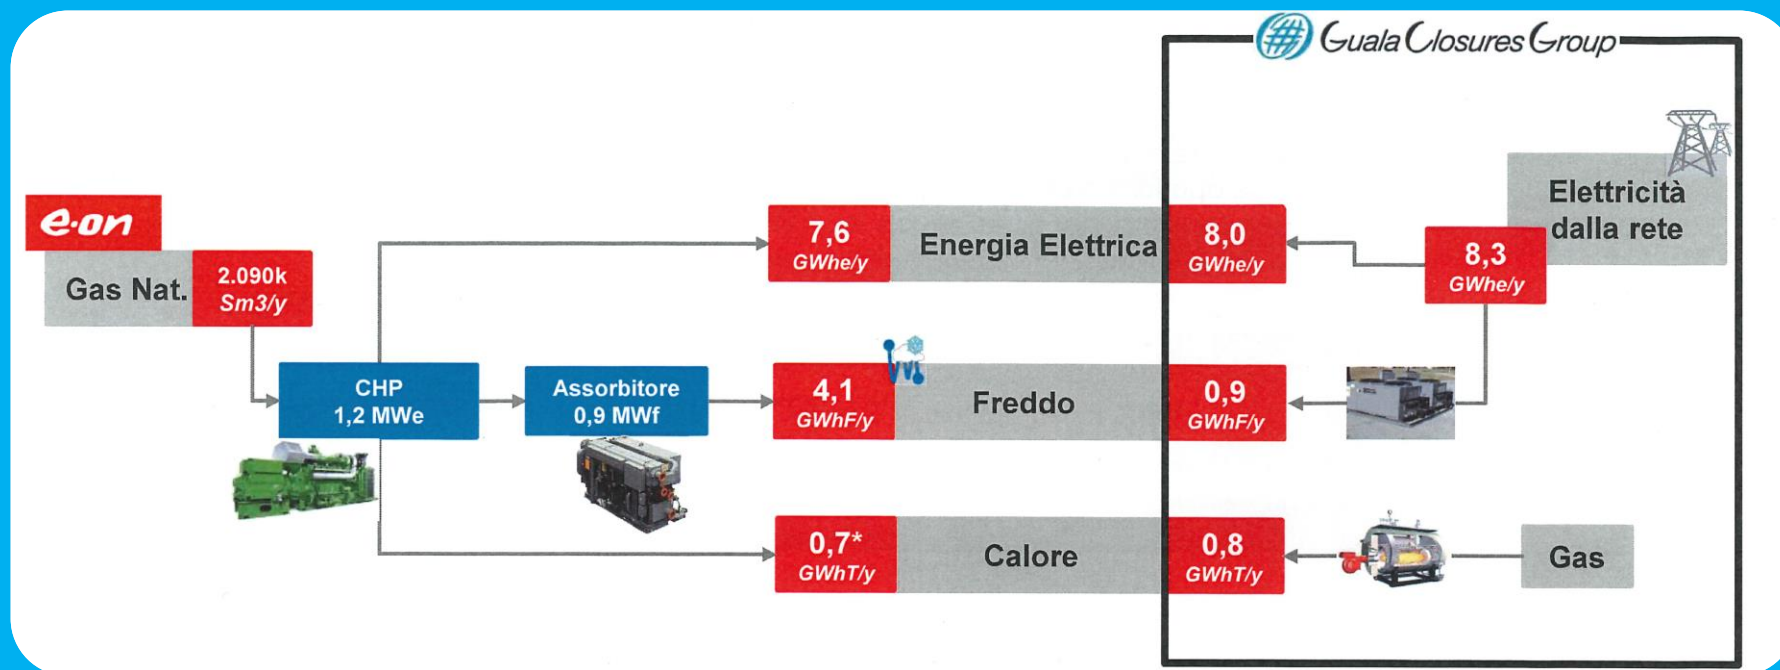 Guala Closures Group
e·on
Gas Nat.
2.090k
Sm3/y
CHP
1,2 MWe
Assorbitore
0,9 MWf
7,6
GWhe/y
Energia Elettrica
8,0
GWhe/y
8,3
GWhe/y
Elettricità
dalla rete
4,1
GWhF/y
Freddo
0,9
GWhF/y
0,7*
GWhT/y
Calore
0,8
GWhT/y
Gas